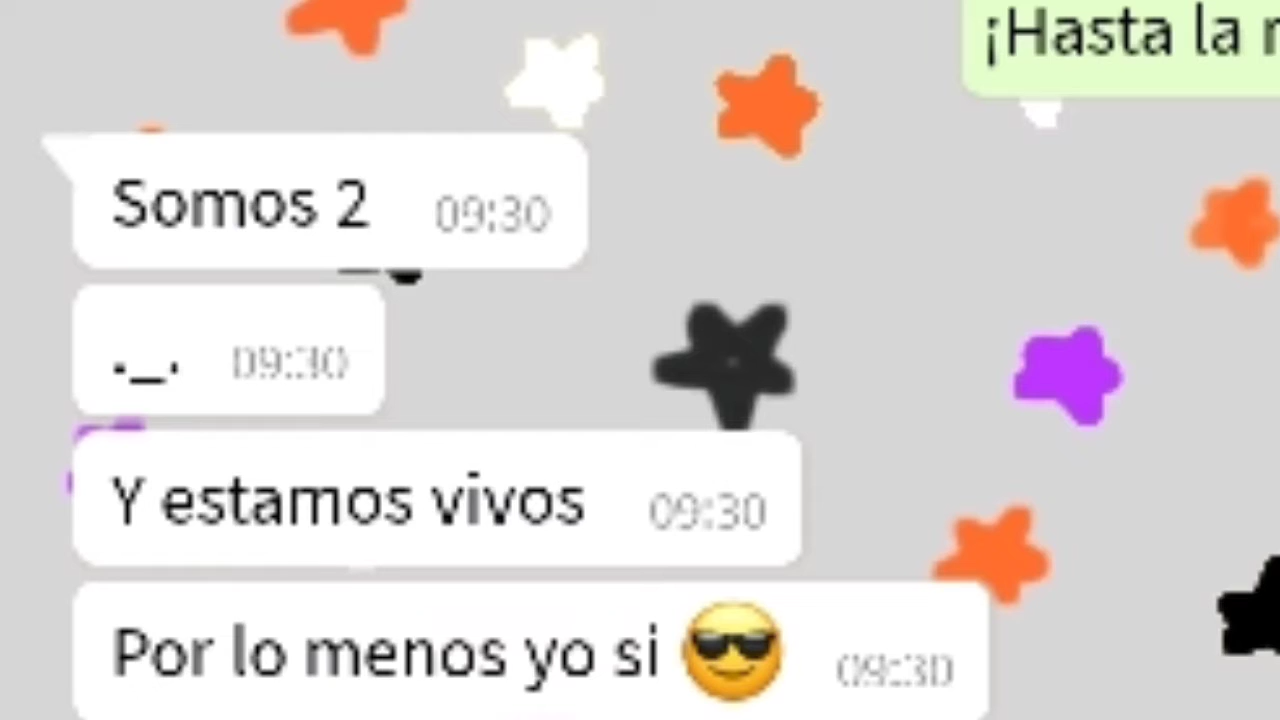 ¡Hasta la
Somos 2 09:30
._. 09:30
Y estamos vivos 09:30
Por lo menos yo si 😎 09:30